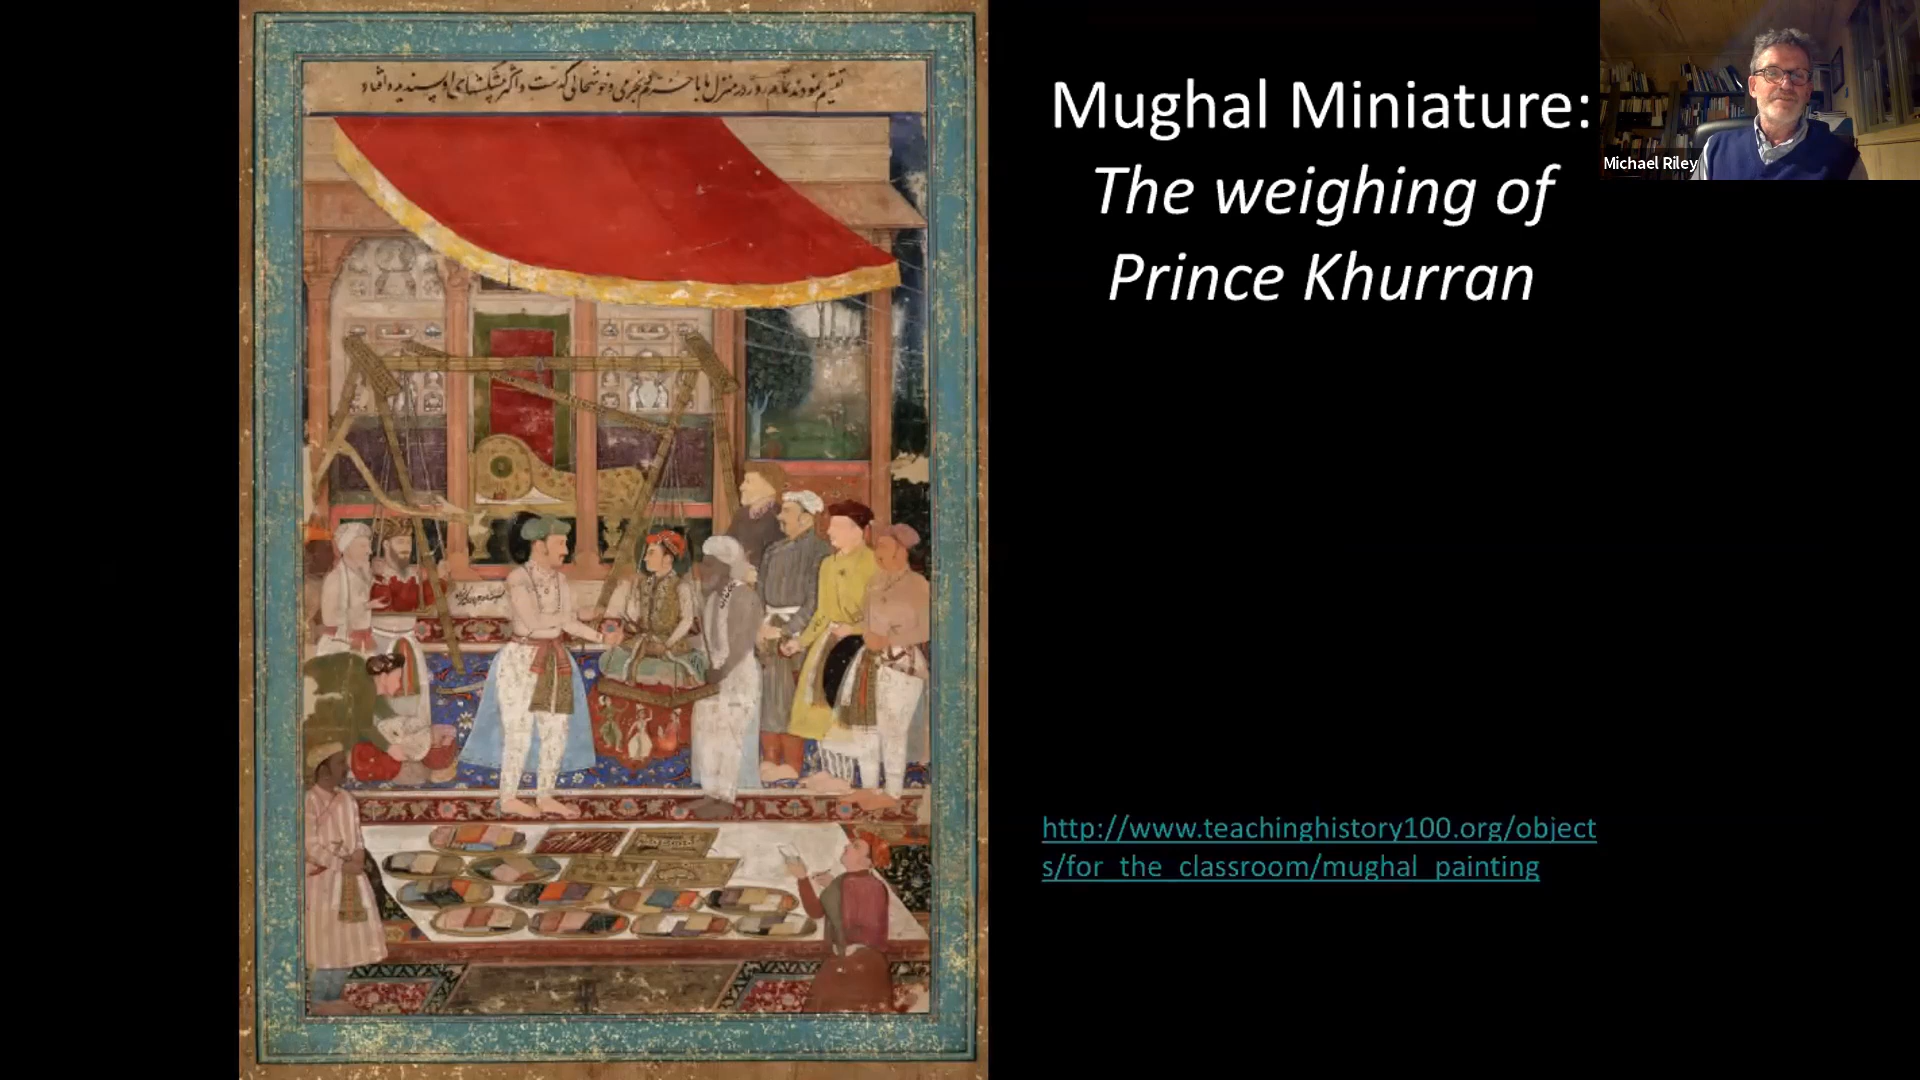 Mughal Miniature:
The weighing of
Prince Khurran
Michael Riley
http://www.teachinghistory100.org/object
s/for_the_classroom/mughal_painting